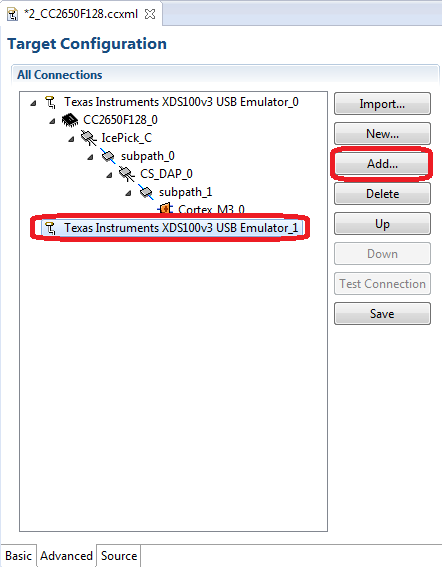 *2_CC2650F128.ccxml
Target Configuration
All Connections
Texas Instruments XDS100v3 USB Emulator_0
CC2650F128_0
IcePick_C
subpath_0
CS_DAP_0
subpath_1
Cortex_M3_0
Texas Instruments XDS100v3 USB Emulator_1
Import...
New...
Add...
Delete
Up
Down
Test Connection
Save
Basic Advanced Source